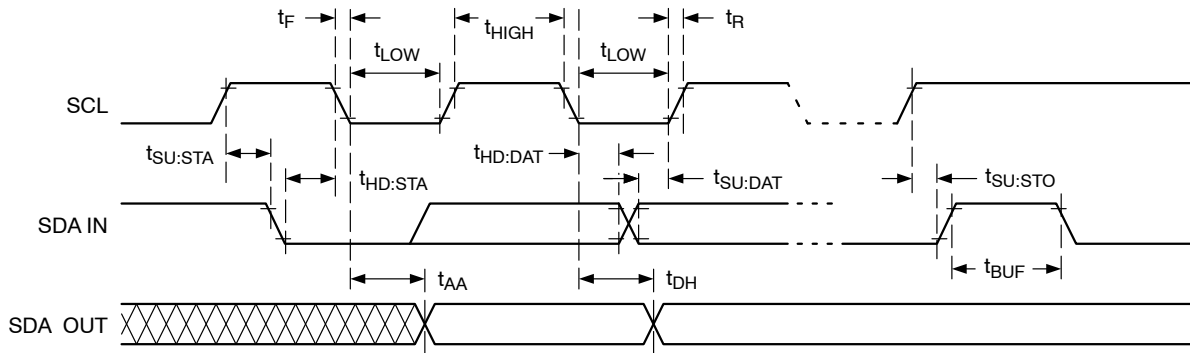 tF
tHIGH
tR
tLOW
tLOW
SCL
tSU:STA
tHD:DAT
tHD:STA
tSU:DAT
tSU:STO
SDA IN
tBUF
tAA
tDH
SDA OUT